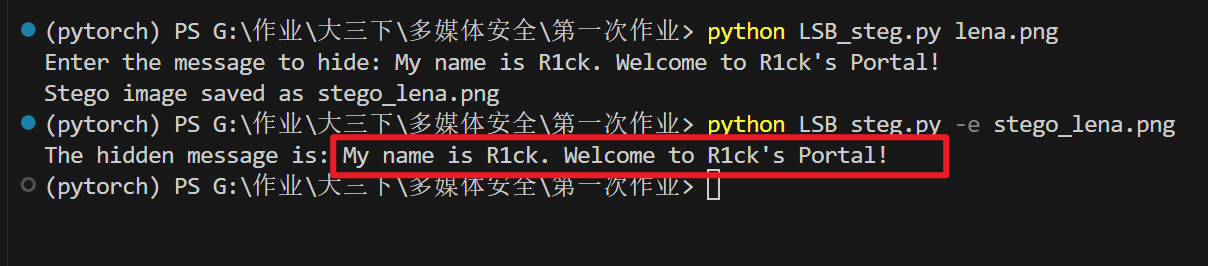 (pytorch) PS G:\作业\大三下\多媒体安全\第一次作业> python LSB_steg.py lena.png
Enter the message to hide: My name is R1ck. Welcome to R1ck's Portal!
Stego image saved as stego_lena.png
(pytorch) PS G:\作业\大三下\多媒体安全\第一次作业> python LSB_steg.py -e stego_lena.png
The hidden message is: My name is R1ck. Welcome to R1ck's Portal!
(pytorch) PS G:\作业\大三下\多媒体安全\第一次作业>